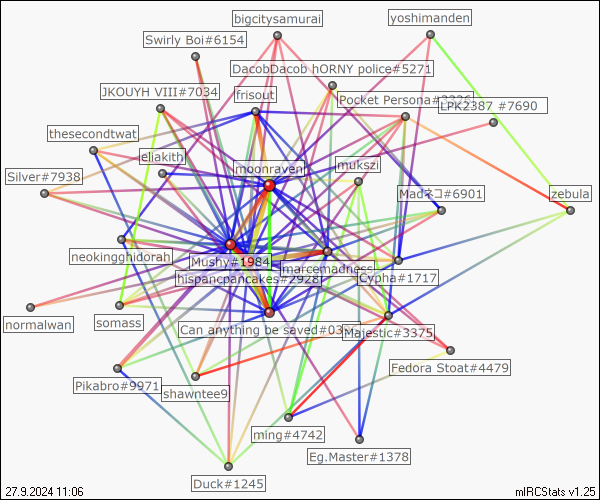 bigcitysamurai
yoshimanden
Swirly Boi#6154
DacobDacob hORNY police#5271
JKOUYH VIII#7034
frisout
Pocket Persona#
LPK2387 #7690
thesecondtwat
eliakith
moonraven
mukszi
Silver#7938
Madネコ#6901
zebula
neokingghidorah
Mushy#1984
marcemadness
hispancpancakes#2928
Cypha#1717
normalwan
somass
Can anything be saved#03
Majestic#3375
Fedora Stoat#4479
Pikabro#9971
shawntee9
ming#4742
Eg.Master#1378
Duck#1245
27.9.2024 11:06
mIRCStats v1.25